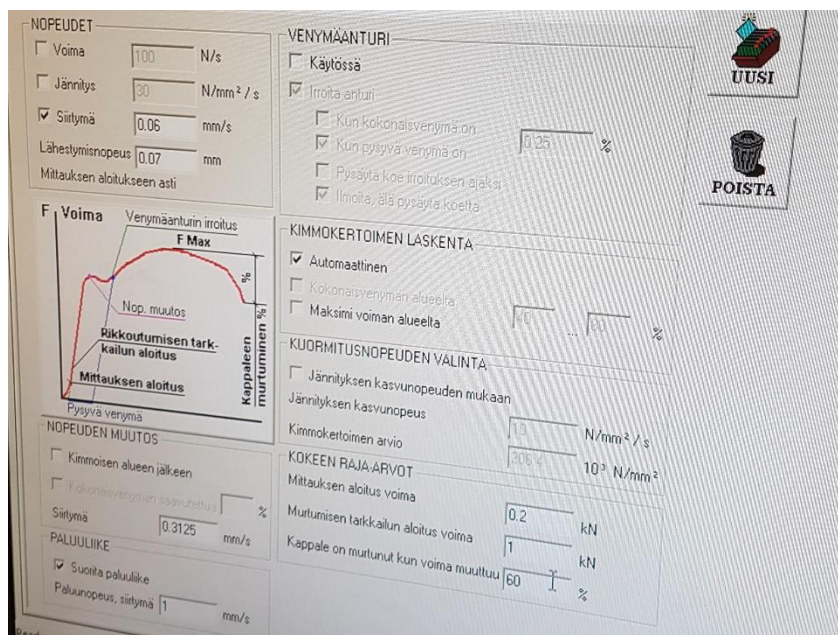 NOPEUDET
Voima 100 N/s
Jännitys 30 N/mm² / s
Siirtymä 0.06 mm/s
Lähestymisnopeus 0.07 mm
Mittauksen aloitukseen asti
F Voima
Venymäanturin irroitus
F Max
%
Nop. muutos
Rikkoutumisen tark-
kailun aloitus
Mittauksen aloitus
Kappaleen
murtuminen %
Pysyvä venymä
NOPEUDEN MUUTOS
Kimmoisen alueen jälkeen
Kokonaisvenymän saavutettua %
Siirtymä 0.3125 mm/s
PALUULIIKE
Suorita paluuliike
Paluunopeus, siirtymä 1 mm/s
VENYMÄANTURI
Käytössä
Irroita anturi
Kun kokonaisvenymä on
Kun pysyvä venymä on 0.25 %
Pysäytä koe irroituksen ajaksi
Ilmoita, älä pysäytä koetta
KIMMOKERTOIMEN LASKENTA
Automaattinen
Kokonaisvenymän alueelta
Maksimi voiman alueelta ... %
KUORMITUSNOPEUDEN VALINTA
Jännityksen kasvunopeuden mukaan
Jännityksen kasvunopeus 10 N/mm² / s
Kimmokertoimen arvio 206.4 10³ N/mm²
KOKEEN RAJA-ARVOT
Mittauksen aloitus voima 0.2 kN
Murtumisen tarkkailun aloitus voima 1 kN
Kappale on murtunut kun voima muuttuu 60 %
UUSI
POISTA